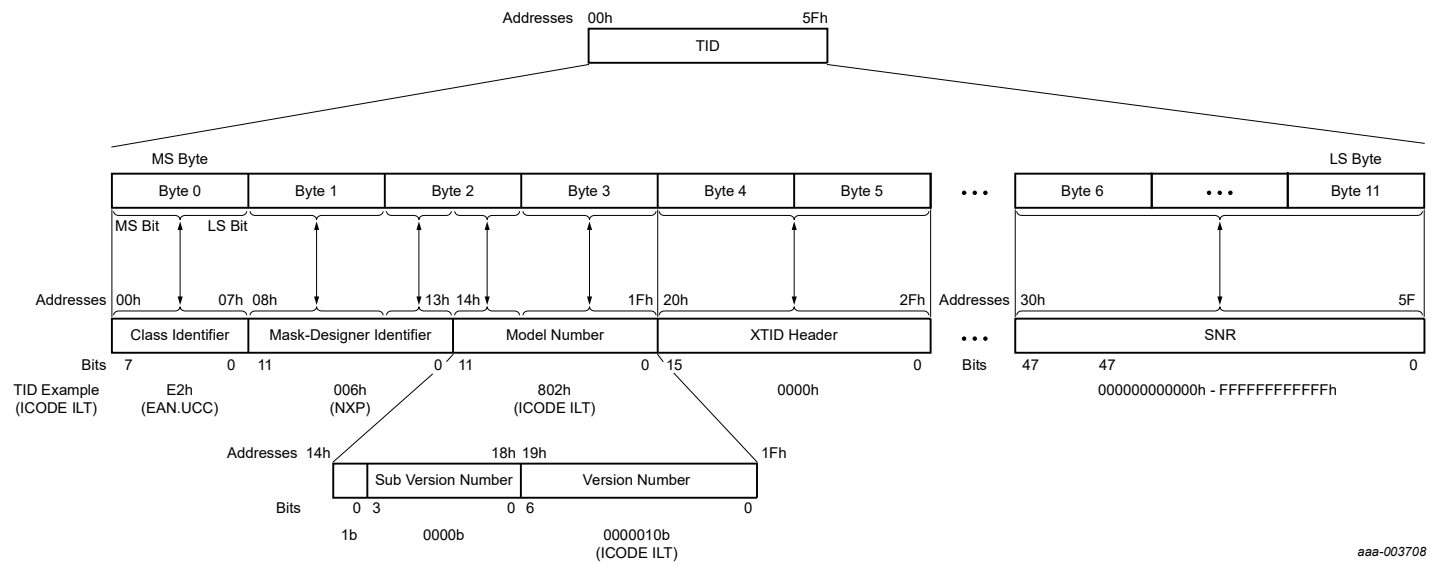 Addresses 00h 5Fh
TID
MS Byte LS Byte
Byte 0 Byte 1 Byte 2 Byte 3 Byte 4 Byte 5 ••• Byte 6 ••• Byte 11
MS Bit LS Bit
Addresses 00h 07h 08h 13h 14h 1Fh 20h 2Fh Addresses 30h 5F
Class Identifier Mask-Designer Identifier Model Number XTID Header ••• SNR
Bits 7 0 11 0 11 0 15 0 Bits 47 47 0
TID Example E2h 006h 802h 0000h 000000000000h - FFFFFFFFFFFFh
(ICODE ILT) (EAN.UCC) (NXP) (ICODE ILT)
Addresses 14h 18h 19h 1Fh
Sub Version Number Version Number
Bits 0 3 0 6 0
1b 0000b 0000010b
(ICODE ILT)
aaa-003708